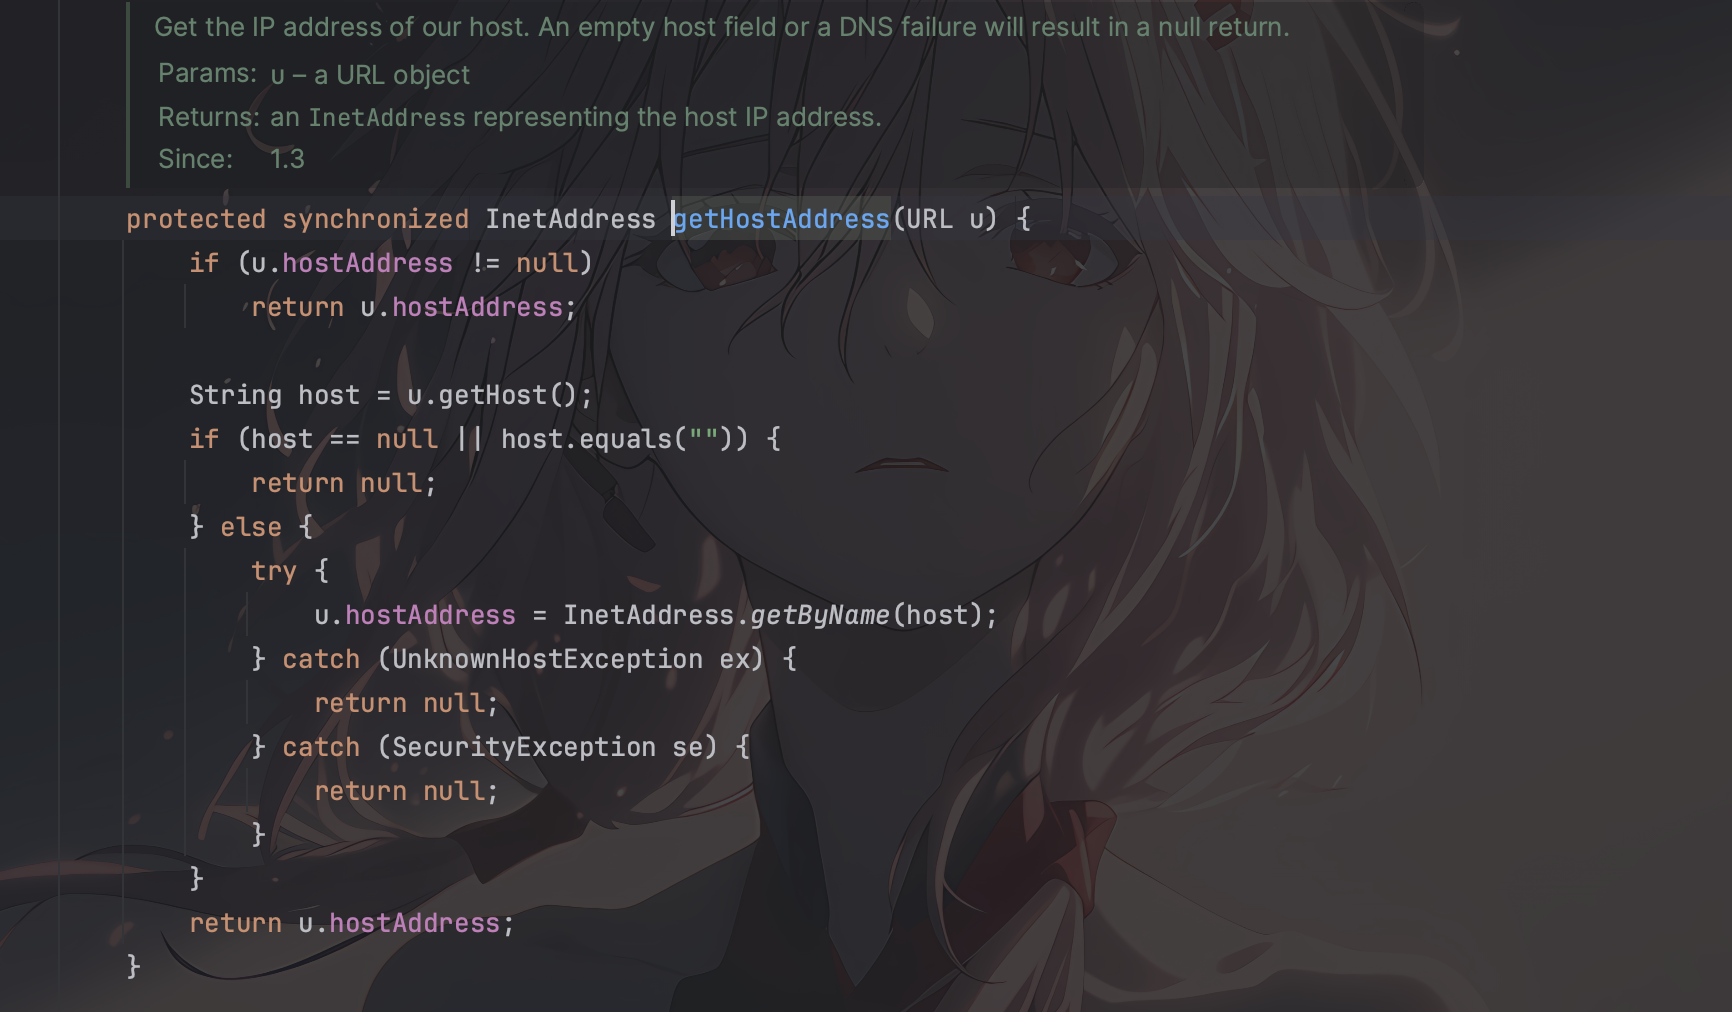 Get the IP address of our host. An empty host field or a DNS failure will result in a null return.
Params: u – a URL object
Returns: an InetAddress representing the host IP address.
Since: 1.3
protected synchronized InetAddress getHostAddress(URL u) {
    if (u.hostAddress != null)
        return u.hostAddress;

    String host = u.getHost();
    if (host == null || host.equals("")) {
        return null;
    } else {
        try {
            u.hostAddress = InetAddress.getByName(host);
        } catch (UnknownHostException ex) {
            return null;
        } catch (SecurityException se) {
            return null;
        }
    }
    return u.hostAddress;
}